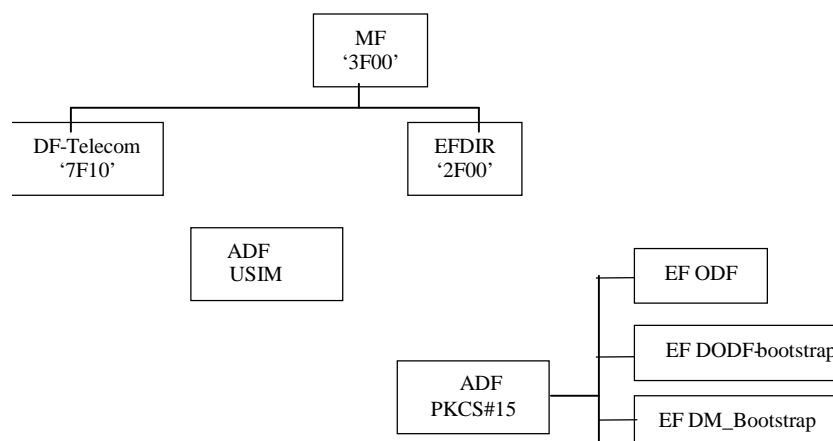 MF
‘3F00’
DF-Telecom
‘7F10’
EFDIR
‘2F00’
ADF
USIM
EF ODF
EF DODF-bootstrap
ADF
PKCS#15
EF DM_Bootstrap